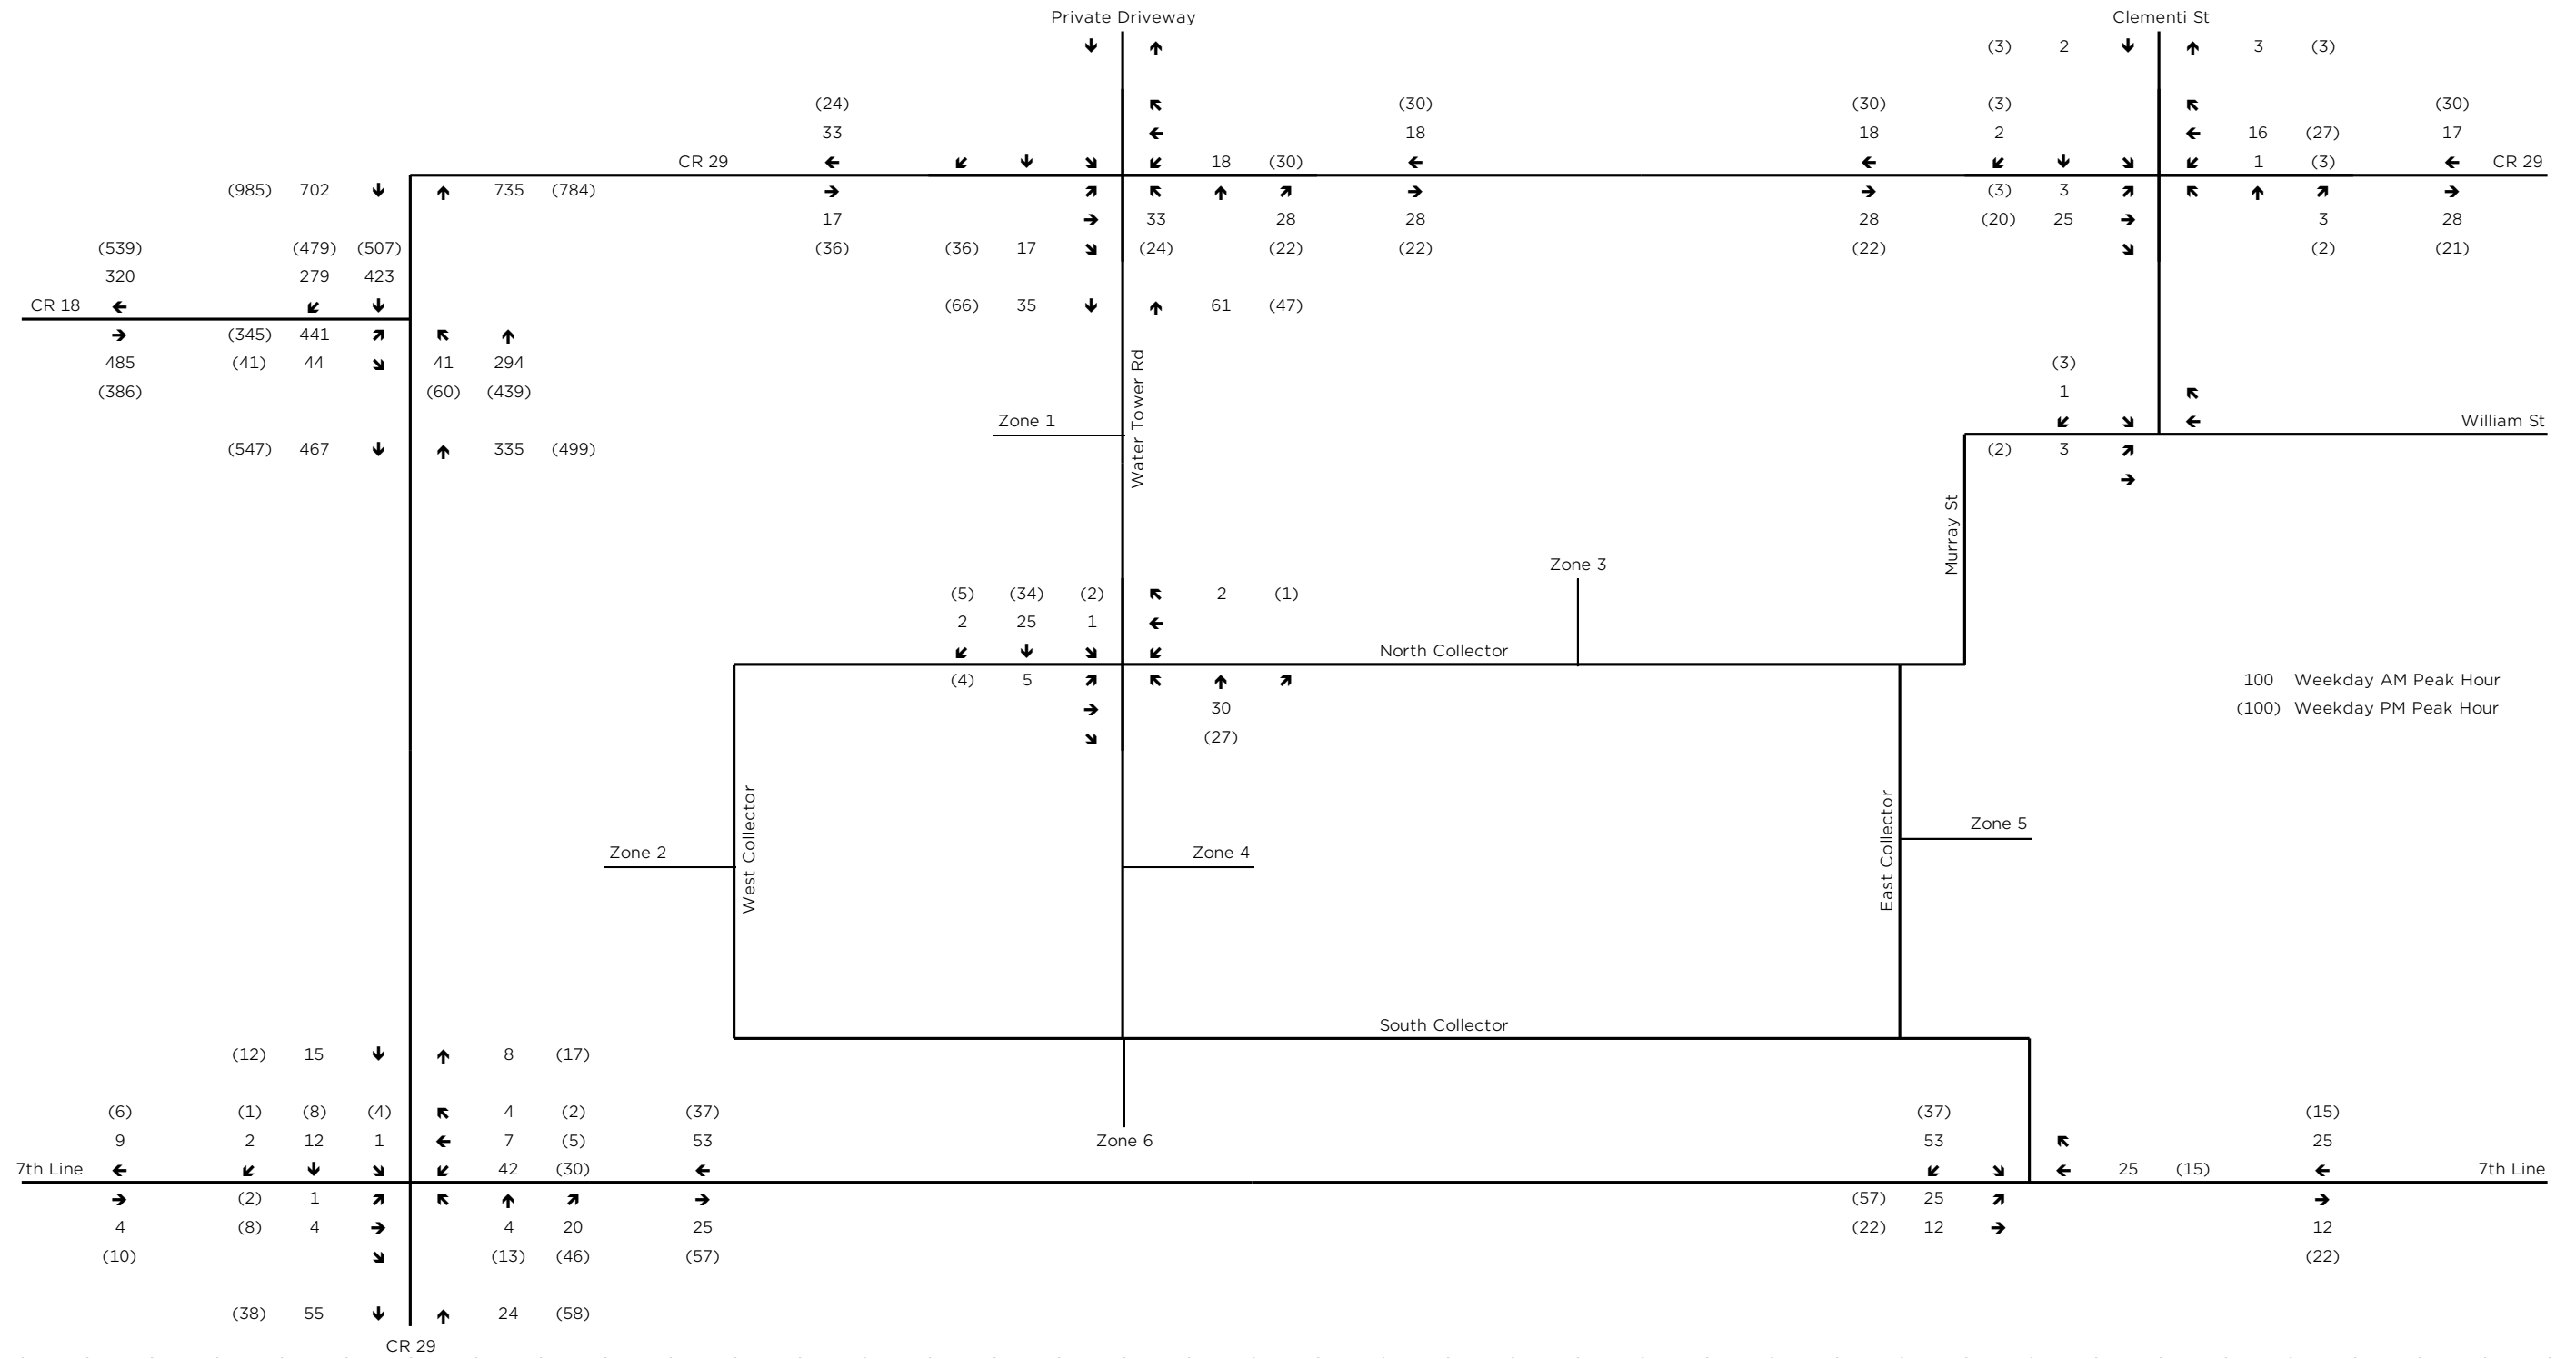 Private Driveway Clementi St
(3) 2 ↓ ↑ 3 (3)
(24) (30) (30) (3) (30)
33 18 18 2 16 (27) 17
CR 29 18 (30) 1 (3) CR 29
(985) 702 735 (784) (3) 3
17 33 28 28 28 (20) 25 3 28
(539) (479) (507) (36) (36) 17 (24) (22) (22) (22) (2) (21)
320 279 423
CR 18 (66) 35 61 (47)
(345) 441
485 (41) 44 41 294 (3)
(386) (60) (439) 1
Water Tower Rd
Zone 1 William St
(547) 467 335 (499) (2) 3
Murray St
Zone 3
(5) (34) (2) 2 (1)
2 25 1
North Collector
(4) 5 100 Weekday AM Peak Hour
30 (100) Weekday PM Peak Hour
(27)
West Collector
East Collector
Zone 5
Zone 2 Zone 4
South Collector
(12) 15 8 (17)
(6) (1) (8) (4) 4 (2) (37) (37) (15)
9 2 12 1 7 (5) 53 Zone 6 53 25
7th Line 42 (30) 25 (15) 7th Line
(2) 1 (57) 25
4 (8) 4 4 20 25 (22) 12 12
(10) (13) (46) (57) (22)
(38) 55 24 (58)
CR 29